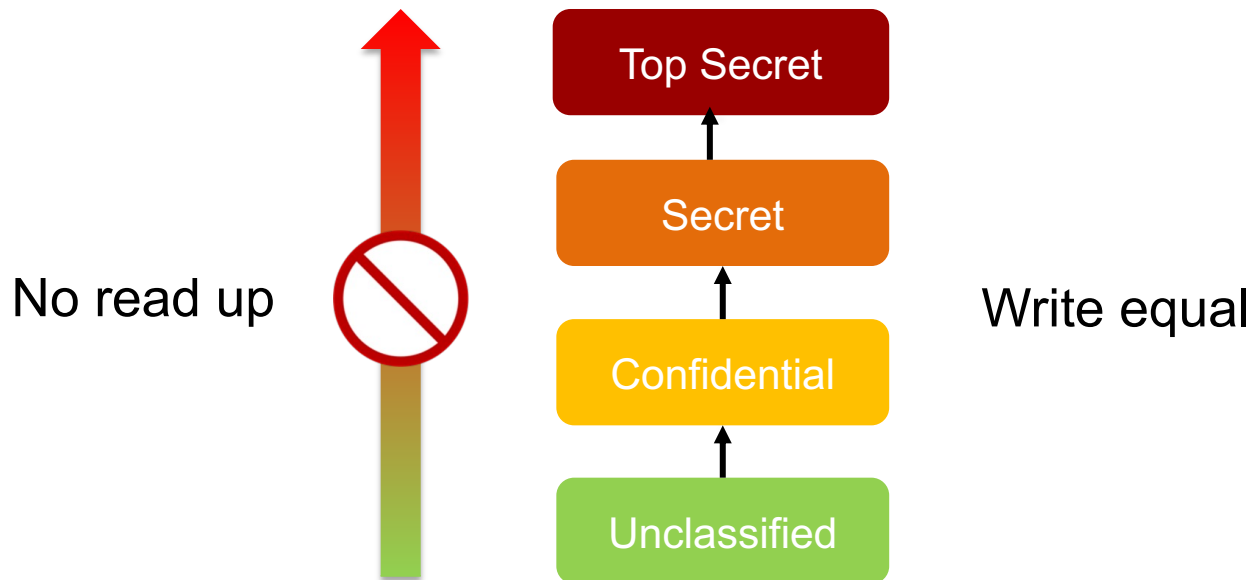 Top Secret
Secret
No read up
Write equal
Confidential
Unclassified